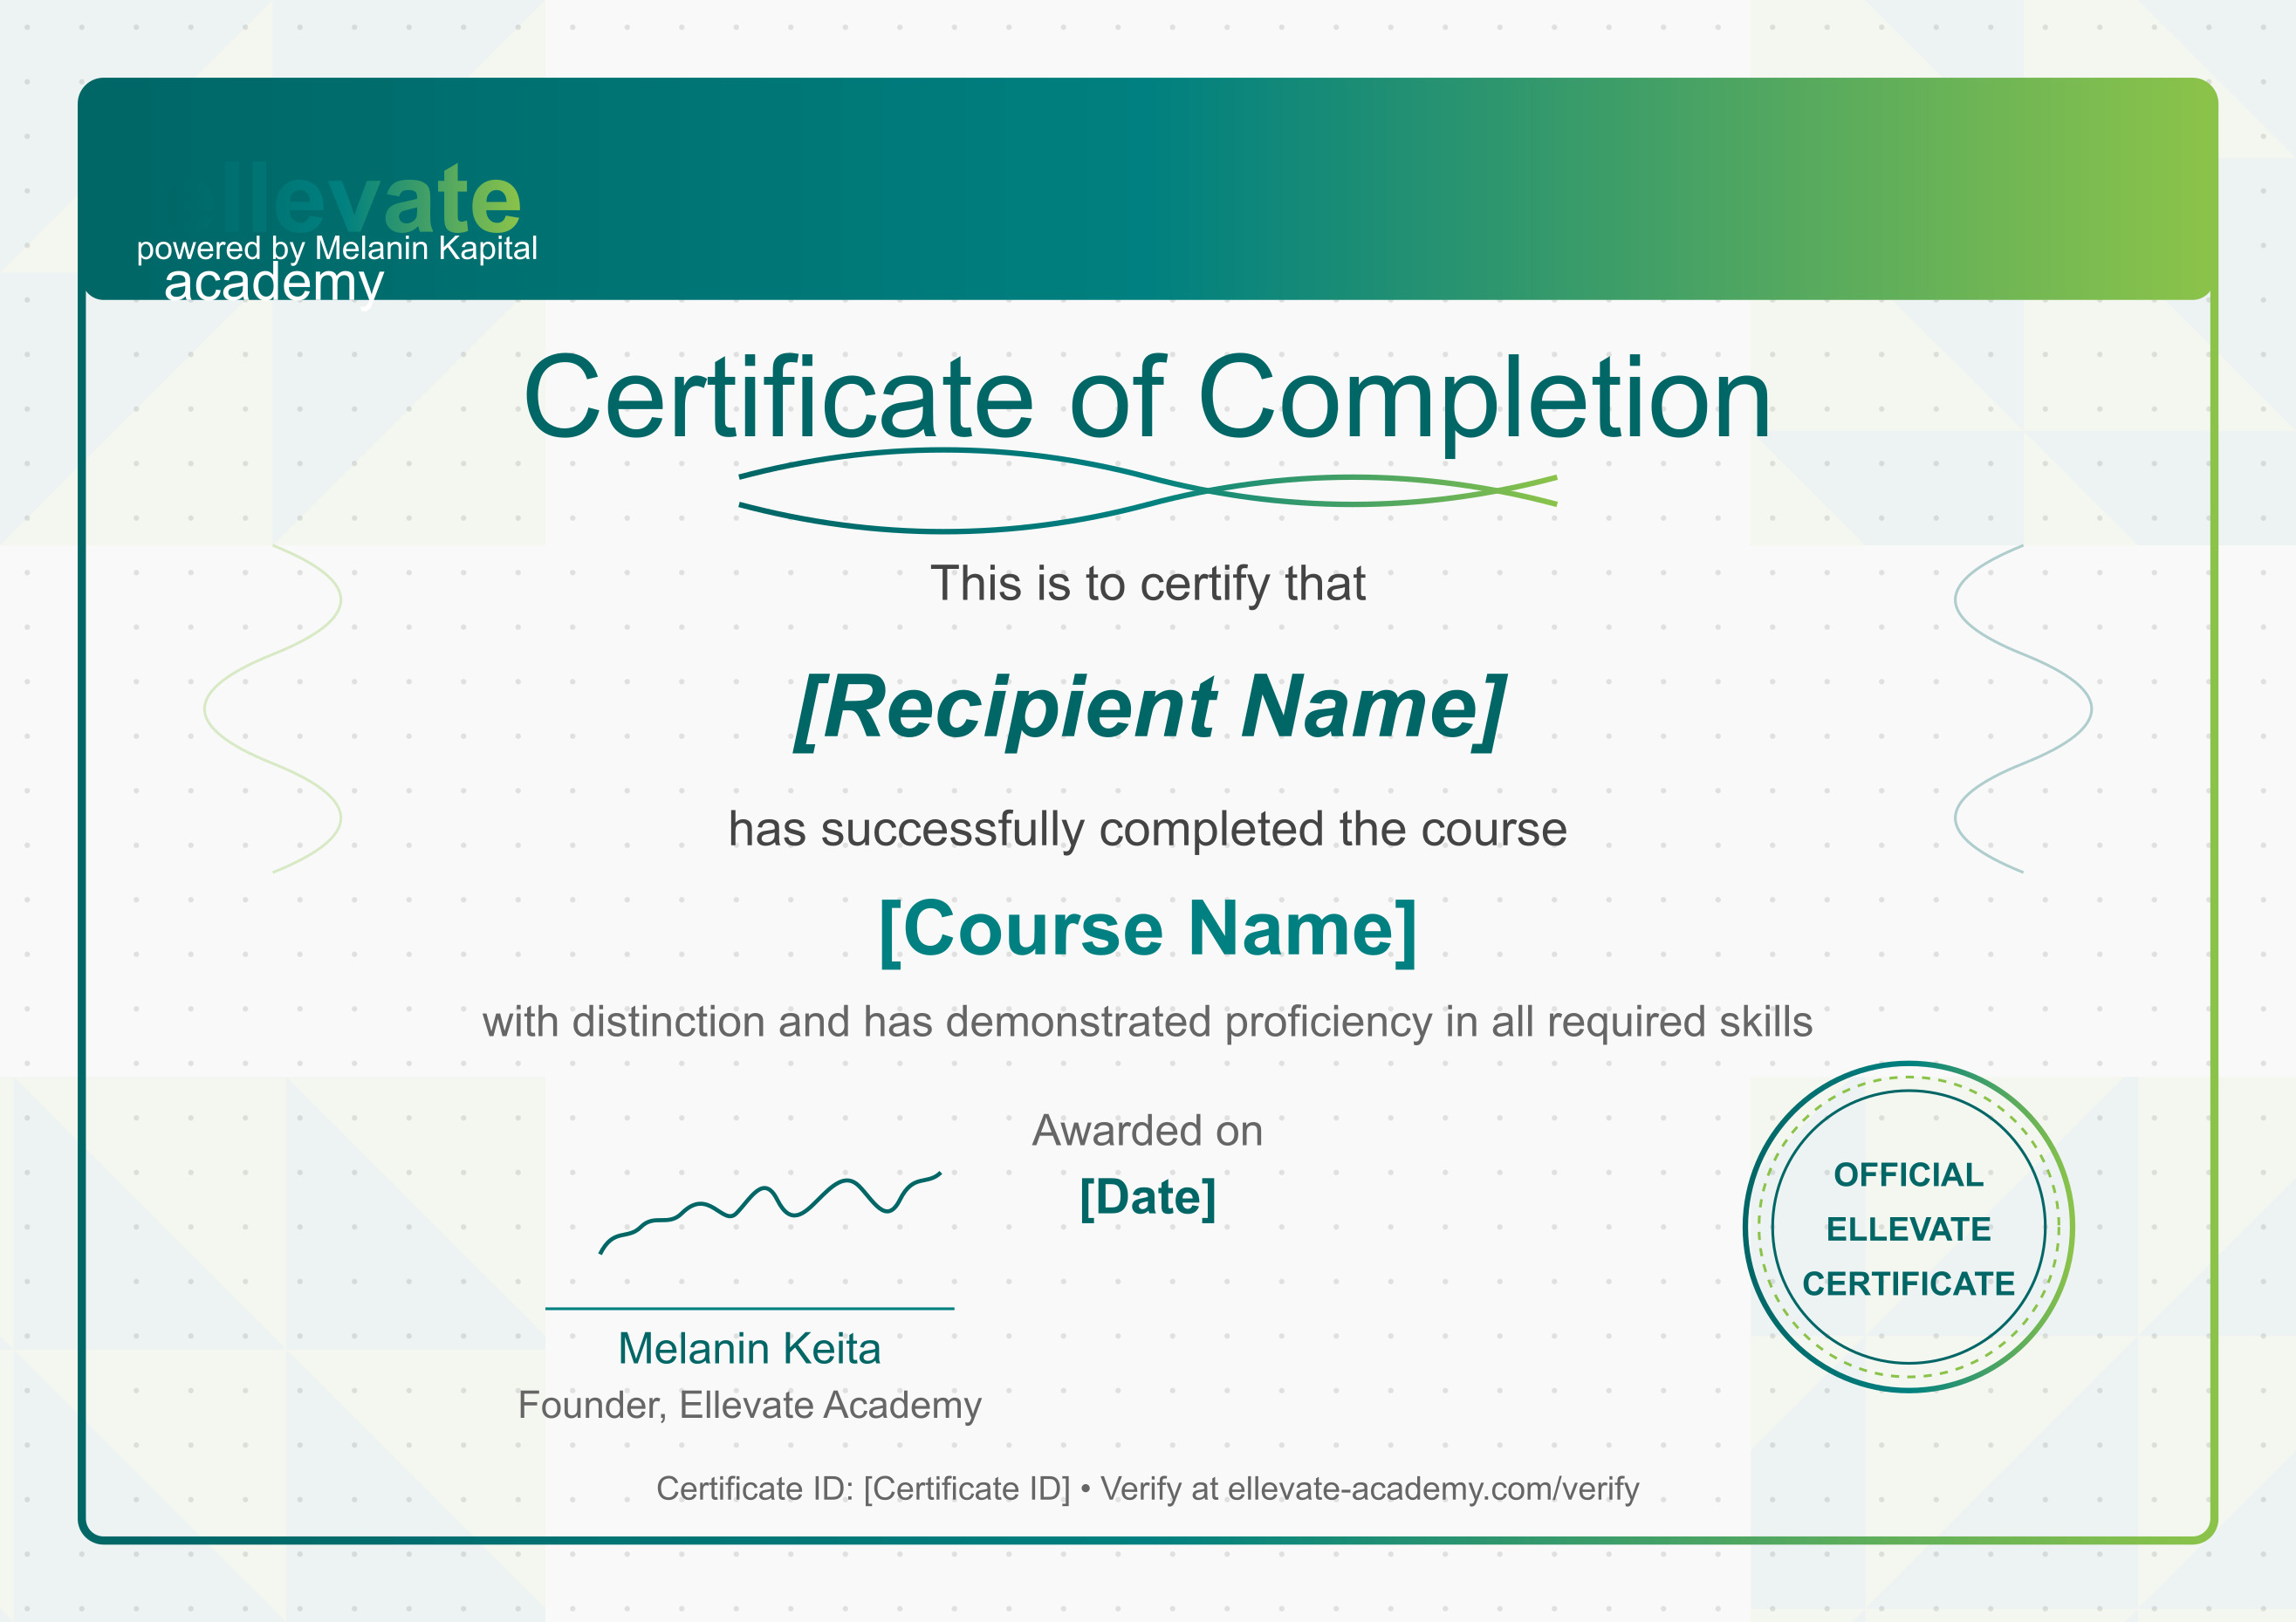 ellevate
powered by Melanin Kapital
academy
Certificate of Completion
This is to certify that
[Recipient Name]
has successfully completed the course
[Course Name]
with distinction and has demonstrated proficiency in all required skills
Awarded on
[Date]
Melanin Keita
Founder, Ellevate Academy
OFFICIAL
ELLEVATE
CERTIFICATE
Certificate ID: [Certificate ID] • Verify at ellevate-academy.com/verify